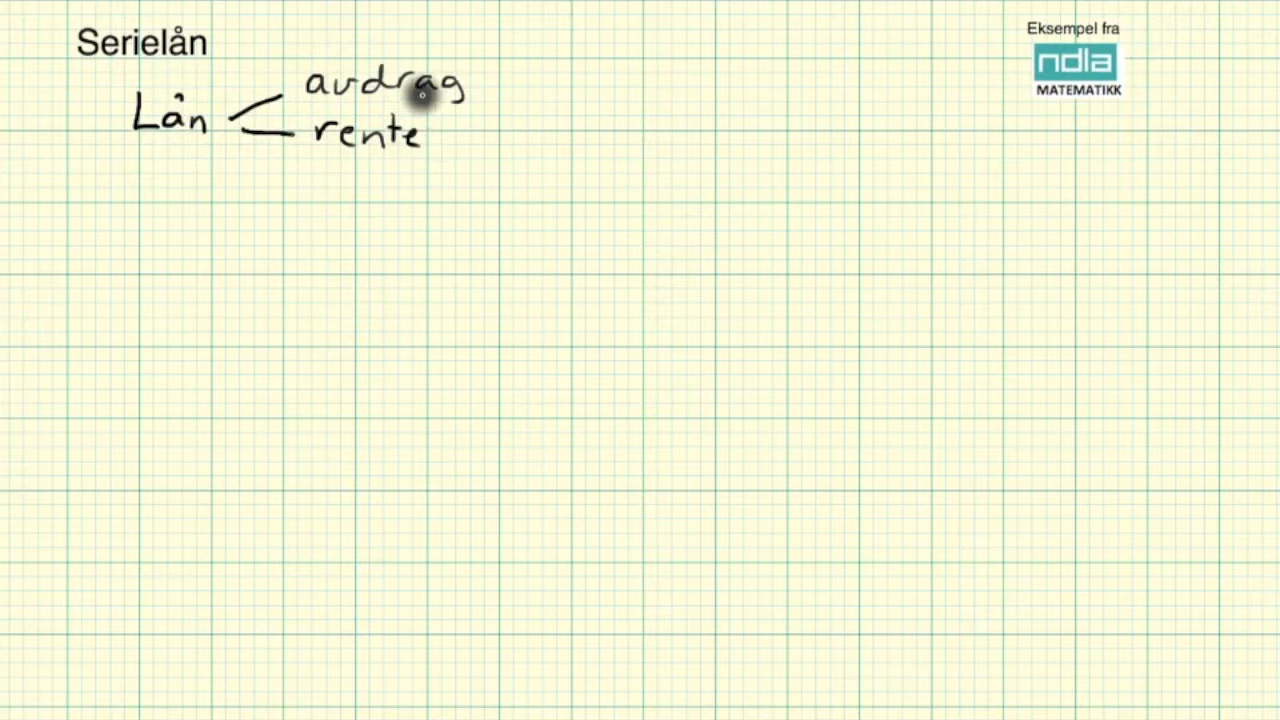 Serielån
Eksempel fra
ndla
MATEMATIKK
avdrag
Lån
rente